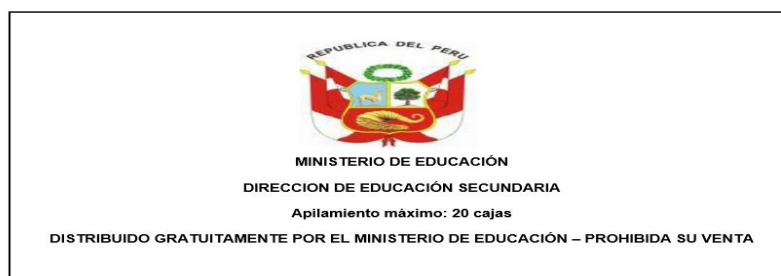 REPUBLICA DEL PERU
MINISTERIO DE EDUCACIÓN
DIRECCION DE EDUCACIÓN SECUNDARIA
Apilamiento máximo: 20 cajas
DISTRIBUIDO GRATUITAMENTE POR EL MINISTERIO DE EDUCACIÓN – PROHIBIDA SU VENTA